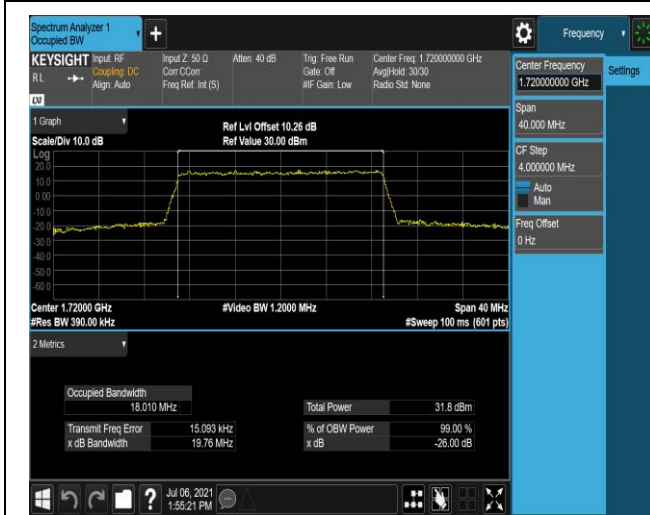 Spectrum Analyzer 1
Occupied BW
Frequency
KEYSIGHT Input: RF Input Z: 50 Ω Atten: 40 dB Trig: Free Run Center Freq: 1.720000000 GHz
RL Coupling: DC Corr CCorr Gate: Off Avg|Hold: 30/30
Align: Auto Freq Ref: Int (S) #IF Gain: Low Radio Std: None
LXI
Center Frequency
1.720000000 GHz
Settings
Span
40.000 MHz
CF Step
4.000000 MHz
Auto
Man
Freq Offset
0 Hz
1 Graph
Ref Lvl Offset 10.26 dB
Scale/Div 10.0 dB Ref Value 30.00 dBm
Log
20.0
10.0
0.00
-10.0
-20.0
-30.0
-40.0
-50.0
-60.0
Center 1.72000 GHz #Video BW 1.2000 MHz Span 40 MHz
#Res BW 390.00 kHz #Sweep 100 ms (601 pts)
2 Metrics
Occupied Bandwidth
18.010 MHz Total Power 31.8 dBm
Transmit Freq Error 15.093 kHz % of OBW Power 99.00 %
x dB Bandwidth 19.76 MHz x dB -26.00 dB
Jul 06, 2021
1:55:21 PM